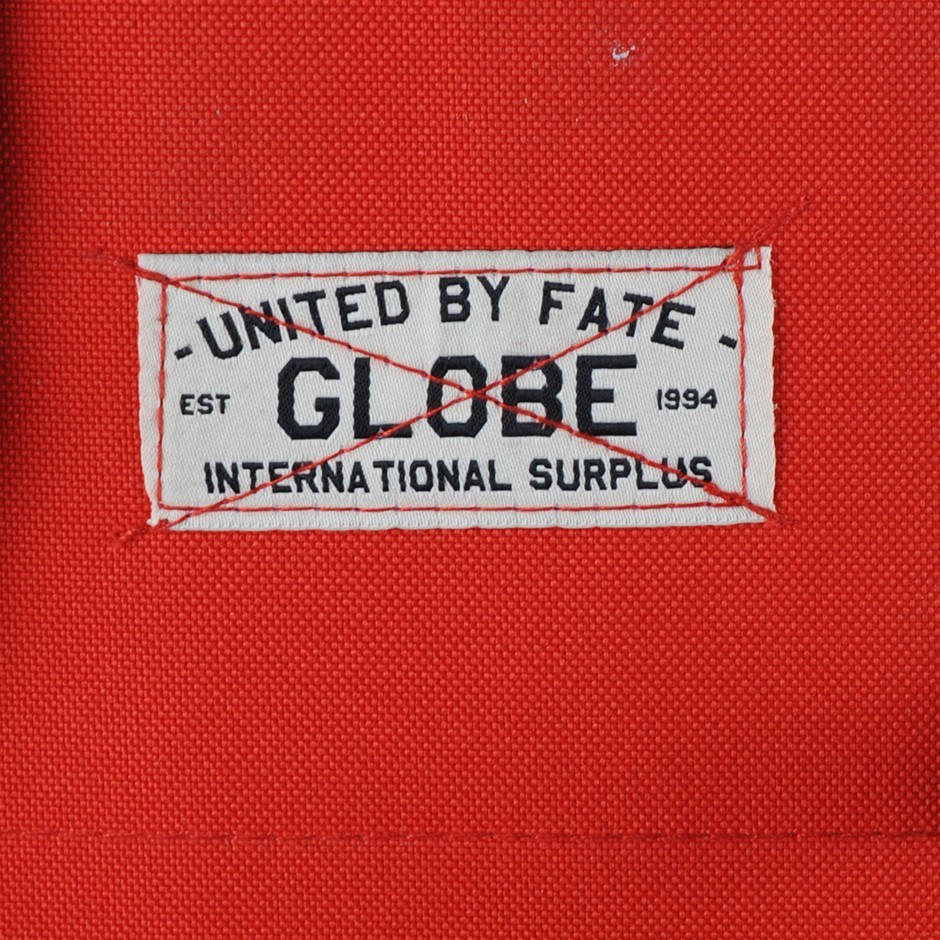 - UNITED BY FATE -
GLOBE
EST 1994
INTERNATIONAL SURPLUS